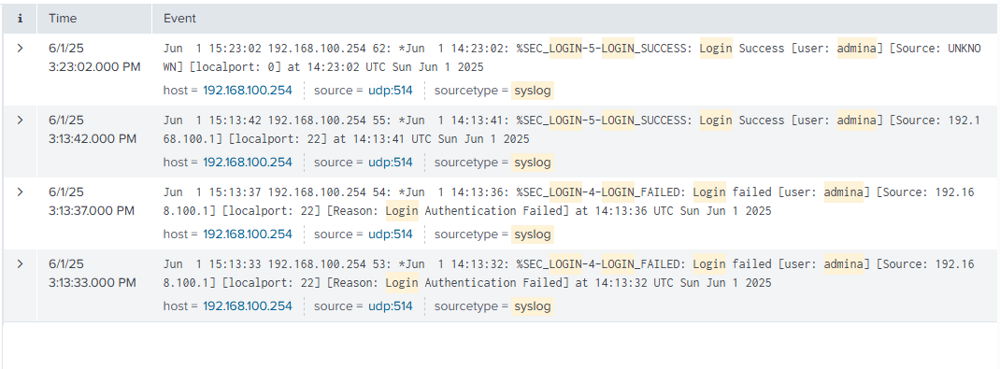 i Time Event
6/1/25 Jun  1 15:23:02 192.168.100.254 62: *Jun  1 14:23:02: %SEC_LOGIN-5-LOGIN_SUCCESS: Login Success [user: admina] [Source: UNKNO
3:23:02.000 PM WN] [localport: 0] at 14:23:02 UTC Sun Jun 1 2025
host = 192.168.100.254 source = udp:514 sourcetype = syslog
6/1/25 Jun  1 15:13:42 192.168.100.254 55: *Jun  1 14:13:41: %SEC_LOGIN-5-LOGIN_SUCCESS: Login Success [user: admina] [Source: 192.1
3:13:42.000 PM 68.100.1] [localport: 22] at 14:13:41 UTC Sun Jun 1 2025
host = 192.168.100.254 source = udp:514 sourcetype = syslog
6/1/25 Jun  1 15:13:37 192.168.100.254 54: *Jun  1 14:13:36: %SEC_LOGIN-4-LOGIN_FAILED: Login failed [user: admina] [Source: 192.16
3:13:37.000 PM 8.100.1] [localport: 22] [Reason: Login Authentication Failed] at 14:13:36 UTC Sun Jun 1 2025
host = 192.168.100.254 source = udp:514 sourcetype = syslog
6/1/25 Jun  1 15:13:33 192.168.100.254 53: *Jun  1 14:13:32: %SEC_LOGIN-4-LOGIN_FAILED: Login failed [user: admina] [Source: 192.16
3:13:33.000 PM 8.100.1] [localport: 22] [Reason: Login Authentication Failed] at 14:13:32 UTC Sun Jun 1 2025
host = 192.168.100.254 source = udp:514 sourcetype = syslog